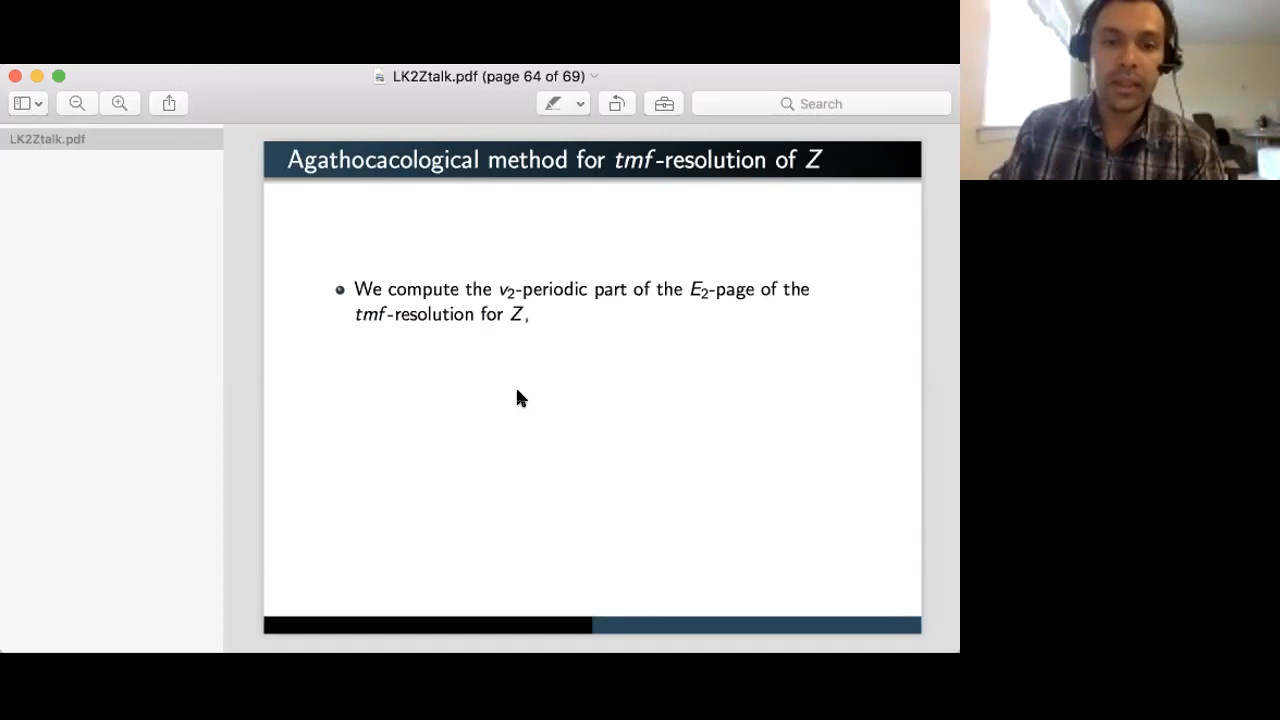 LK2Ztalk.pdf (page 64 of 69)
Search
LK2Ztalk.pdf
Agathocacological method for tmf-resolution of Z
We compute the v₂-periodic part of the E₂-page of the
tmf-resolution for Z,